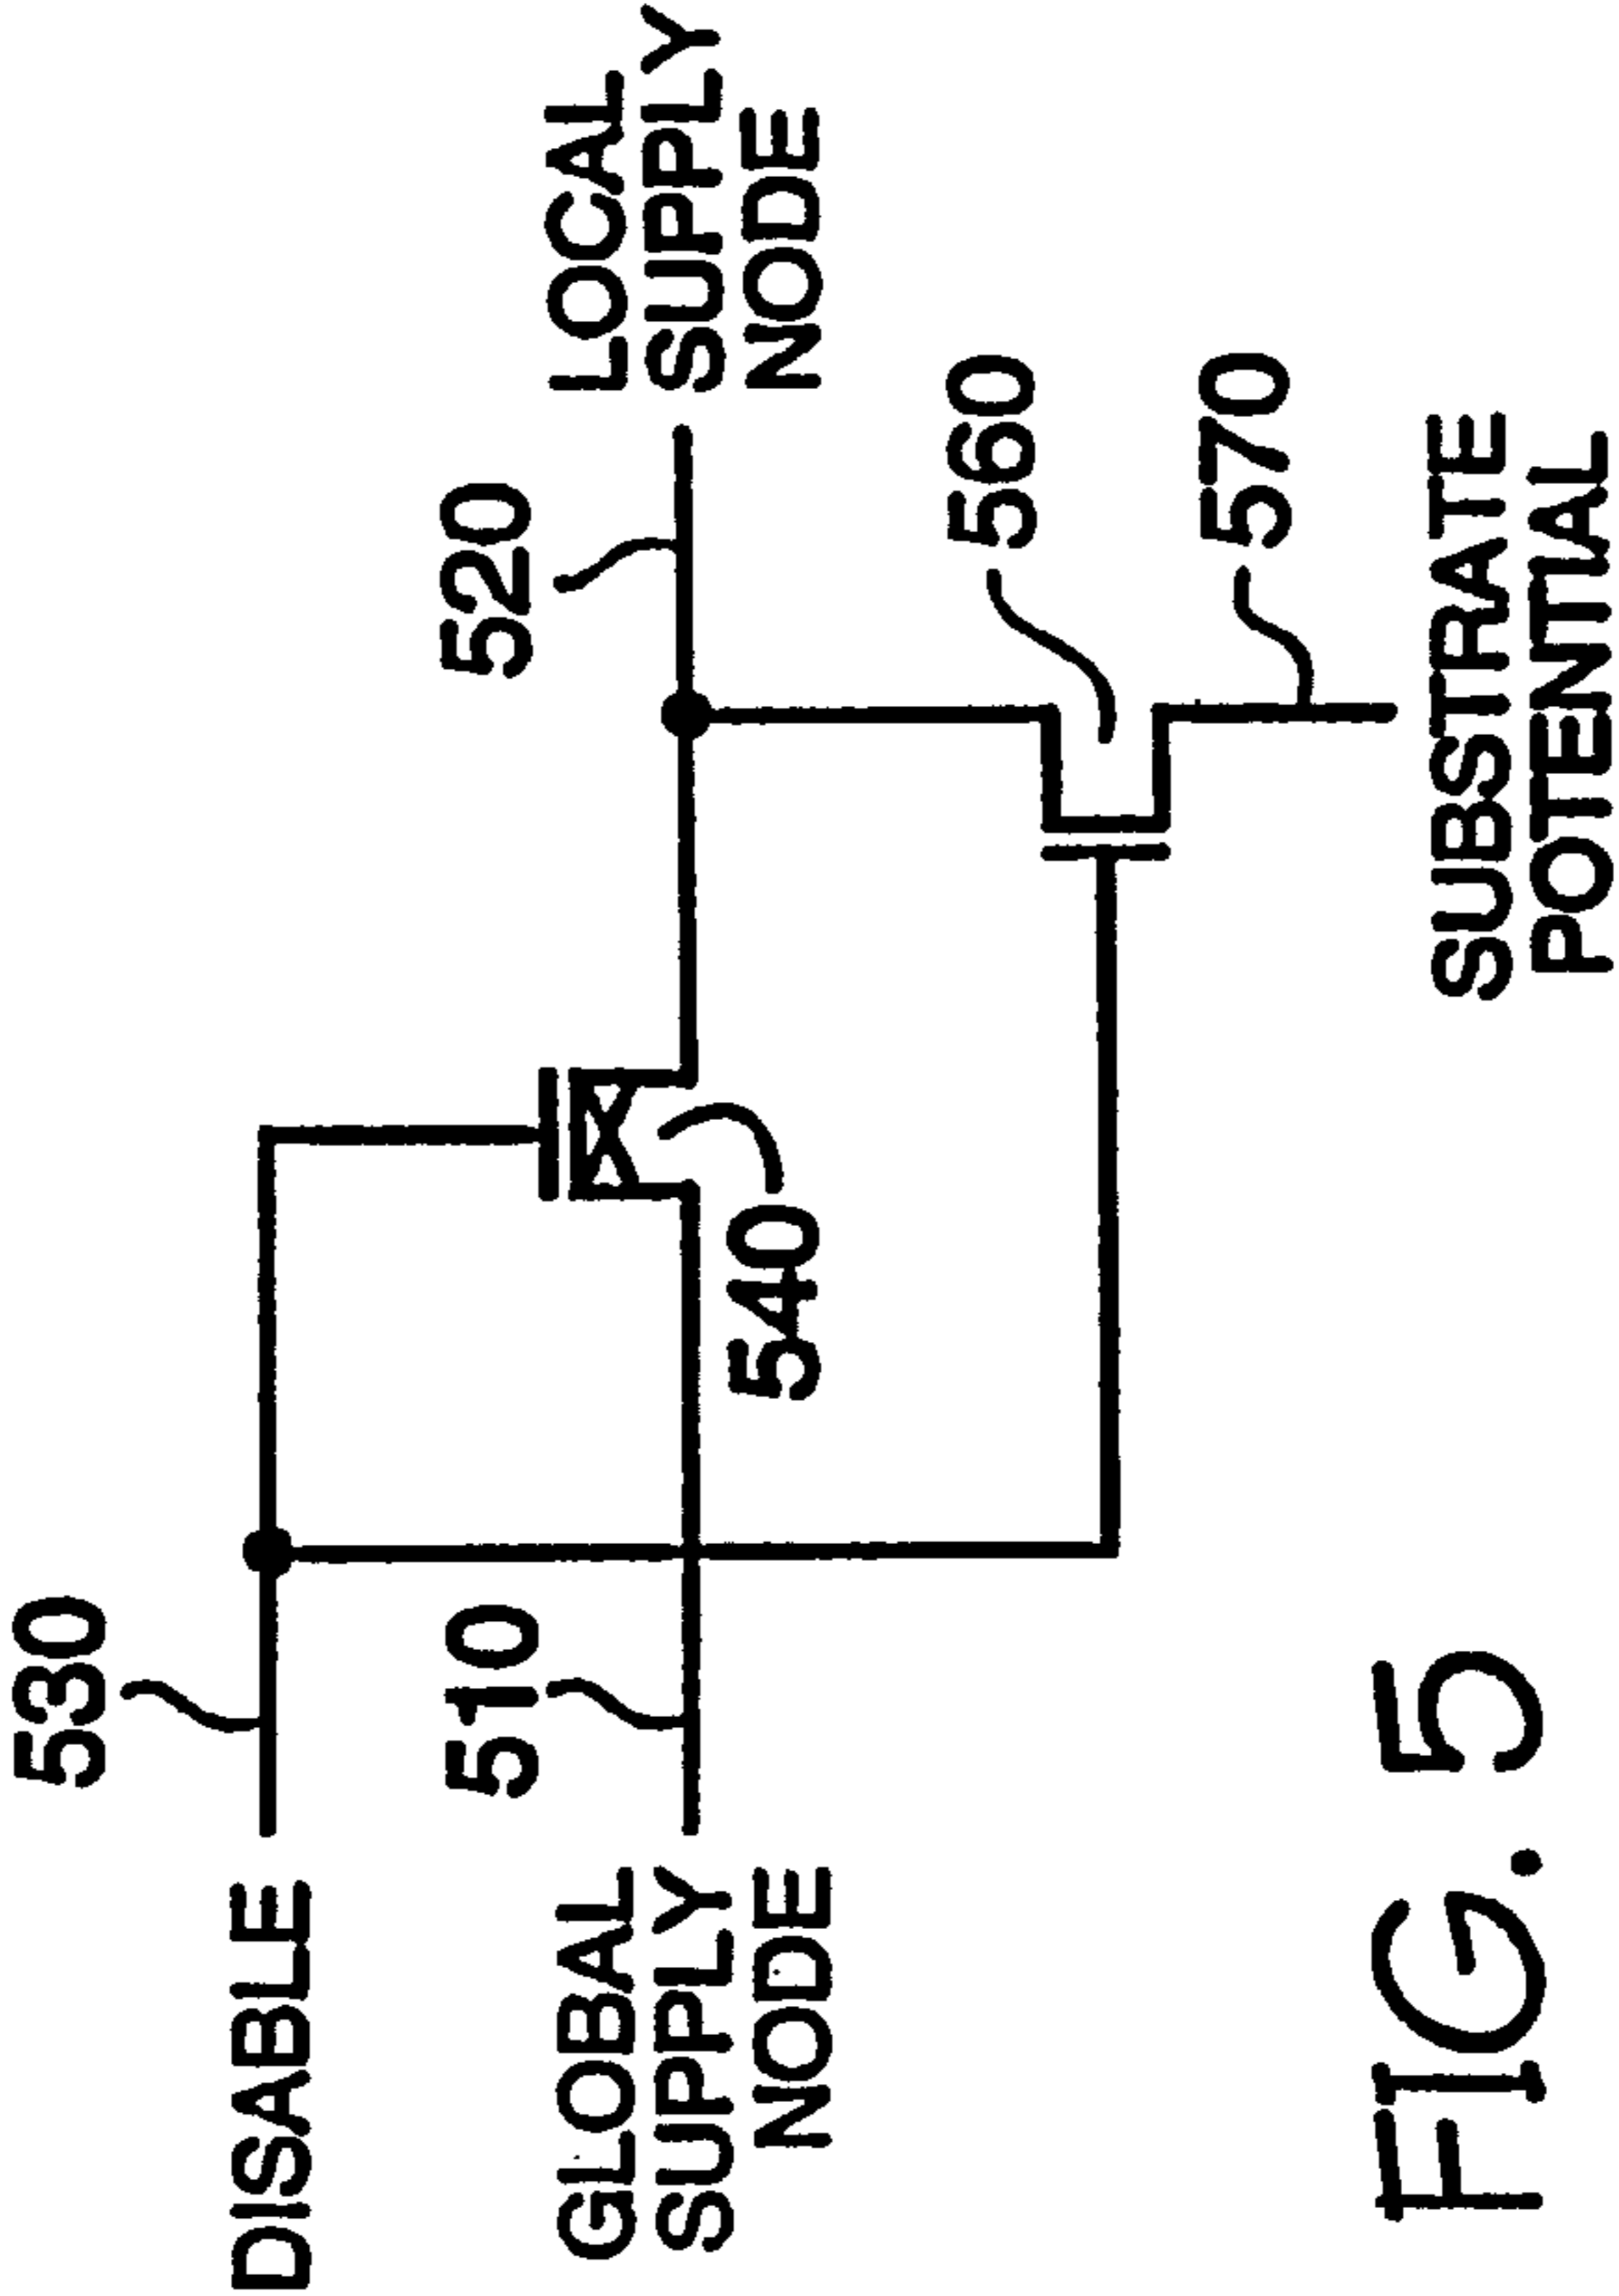 530
DISABLE
510
GLOBAL
SUPPLY
NODE
540
520
LOCAL
SUPPLY
NODE
560
570
SUBSTRATE
POTENTIAL
FIG. 5